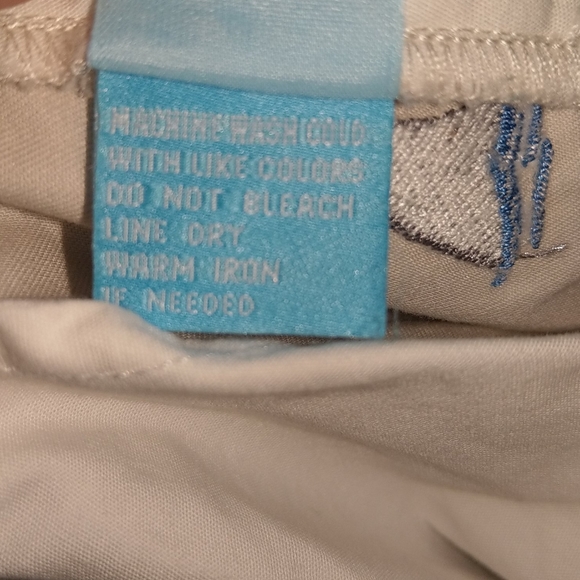 MACHINE WASH COLD
WITH LIKE COLORS
DO NOT BLEACH
LINE DRY
WARM IRON
IF NEEDED